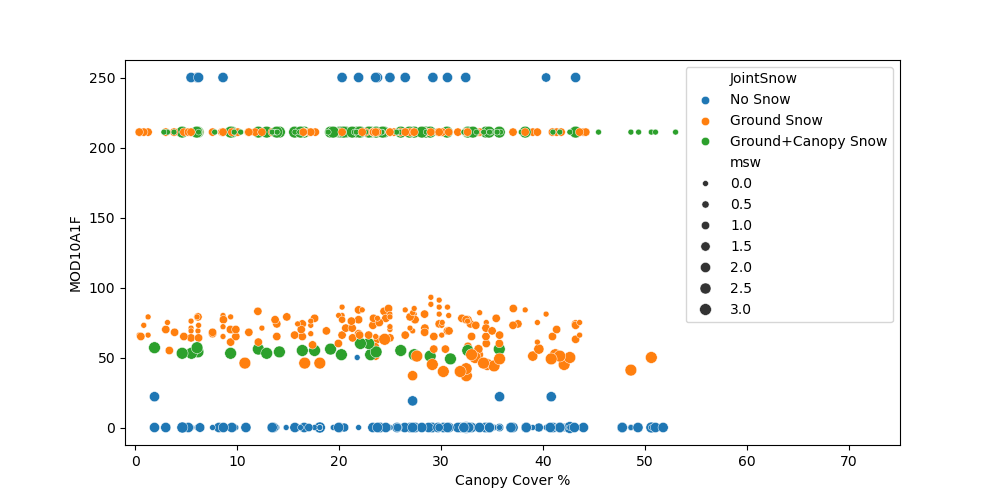 250
200
150
100
50
0
MOD10A1F
0 10 20 30 40 50 60 70
Canopy Cover %
JointSnow
No Snow
Ground Snow
Ground+Canopy Snow
msw
0.0
0.5
1.0
1.5
2.0
2.5
3.0